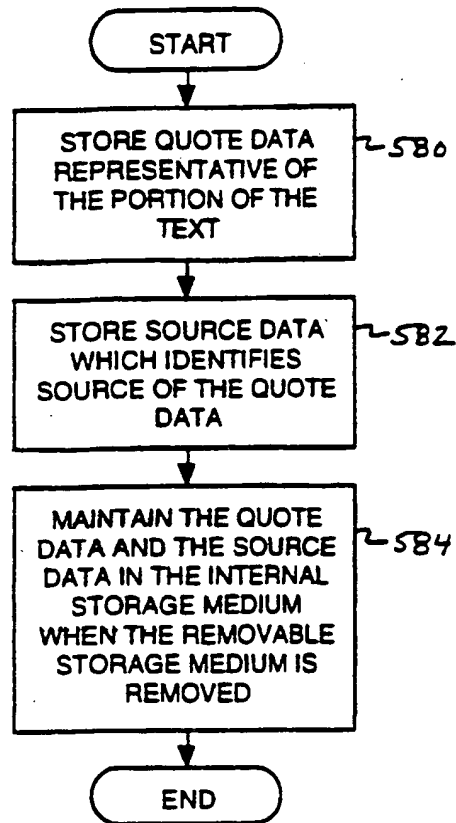 START
STORE QUOTE DATA
580
REPRESENTATIVE OF
THE PORTION OF THE
TEXT
STORE SOURCE DATA
582
WHICH IDENTIFIES
SOURCE OF THE QUOTE
DATA
MAINTAIN THE QUOTE
584
DATA AND THE SOURCE
DATA IN THE INTERNAL
STORAGE MEDIUM
WHEN THE REMOVABLE
STORAGE MEDIUM IS
REMOVED
END